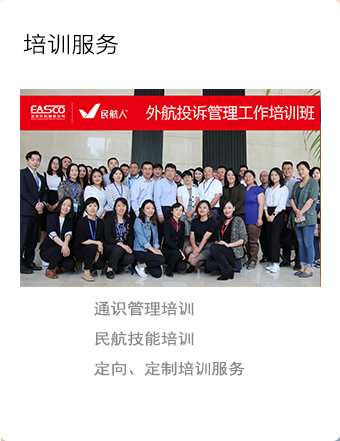 培训服务
EASCO
民航人
外航投诉管理工作培训班
通识管理培训
民航技能培训
定向、定制培训服务